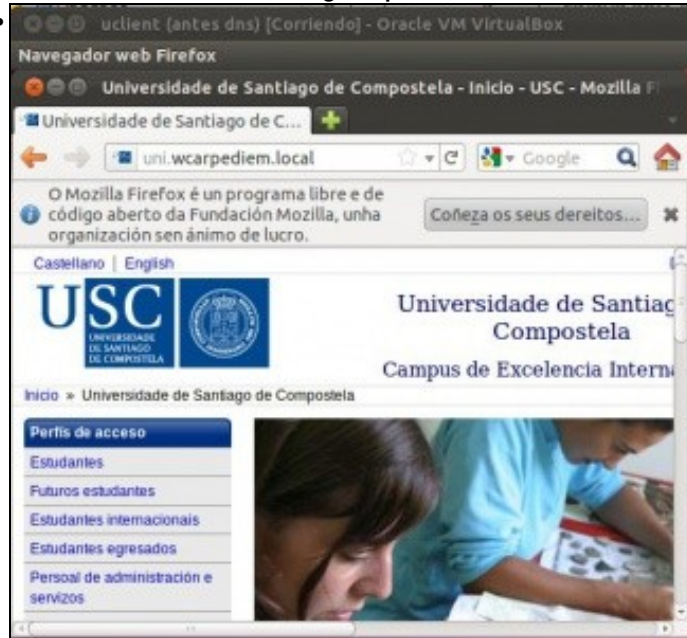 uclient (antes dns) [Corriendo] - Oracle VM VirtualBox
Navegador web Firefox
Universidade de Santiago de Compostela - Inicio - USC - Mozilla F
Universidade de Santiago de C...
uni.wcarpediem.local
Google
O Mozilla Firefox é un programa libre e de
código aberto da Fundación Mozilla, unha
organización sen ánimo de lucro.
Coñeza os seus dereitos...
Castellano | English
USC
UNIVERSIDADE
DE SANTIAGO
DE COMPOSTELA
Universidade de Santiag
Compostela
Campus de Excelencia Interna
Inicio » Universidade de Santiago de Compostela
Perfís de acceso
Estudantes
Futuros estudantes
Estudantes internacionais
Estudantes egresados
Persoal de administración e
servizos